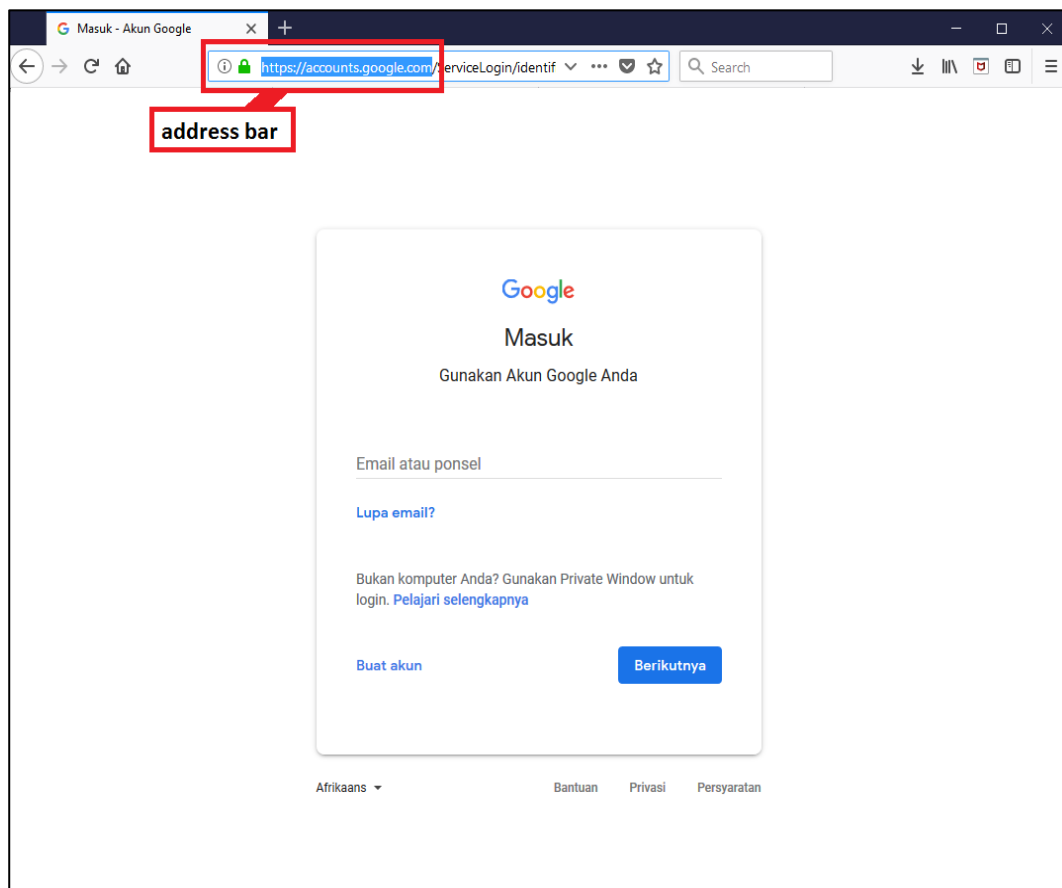 Masuk - Akun Google
https://accounts.google.com/ServiceLogin/identif
Search
address bar
Google
Masuk
Gunakan Akun Google Anda
Email atau ponsel
Lupa email?
Bukan komputer Anda? Gunakan Private Window untuk
login. Pelajari selengkapnya
Buat akun
Berikutnya
Afrikaans
Bantuan
Privasi
Persyaratan